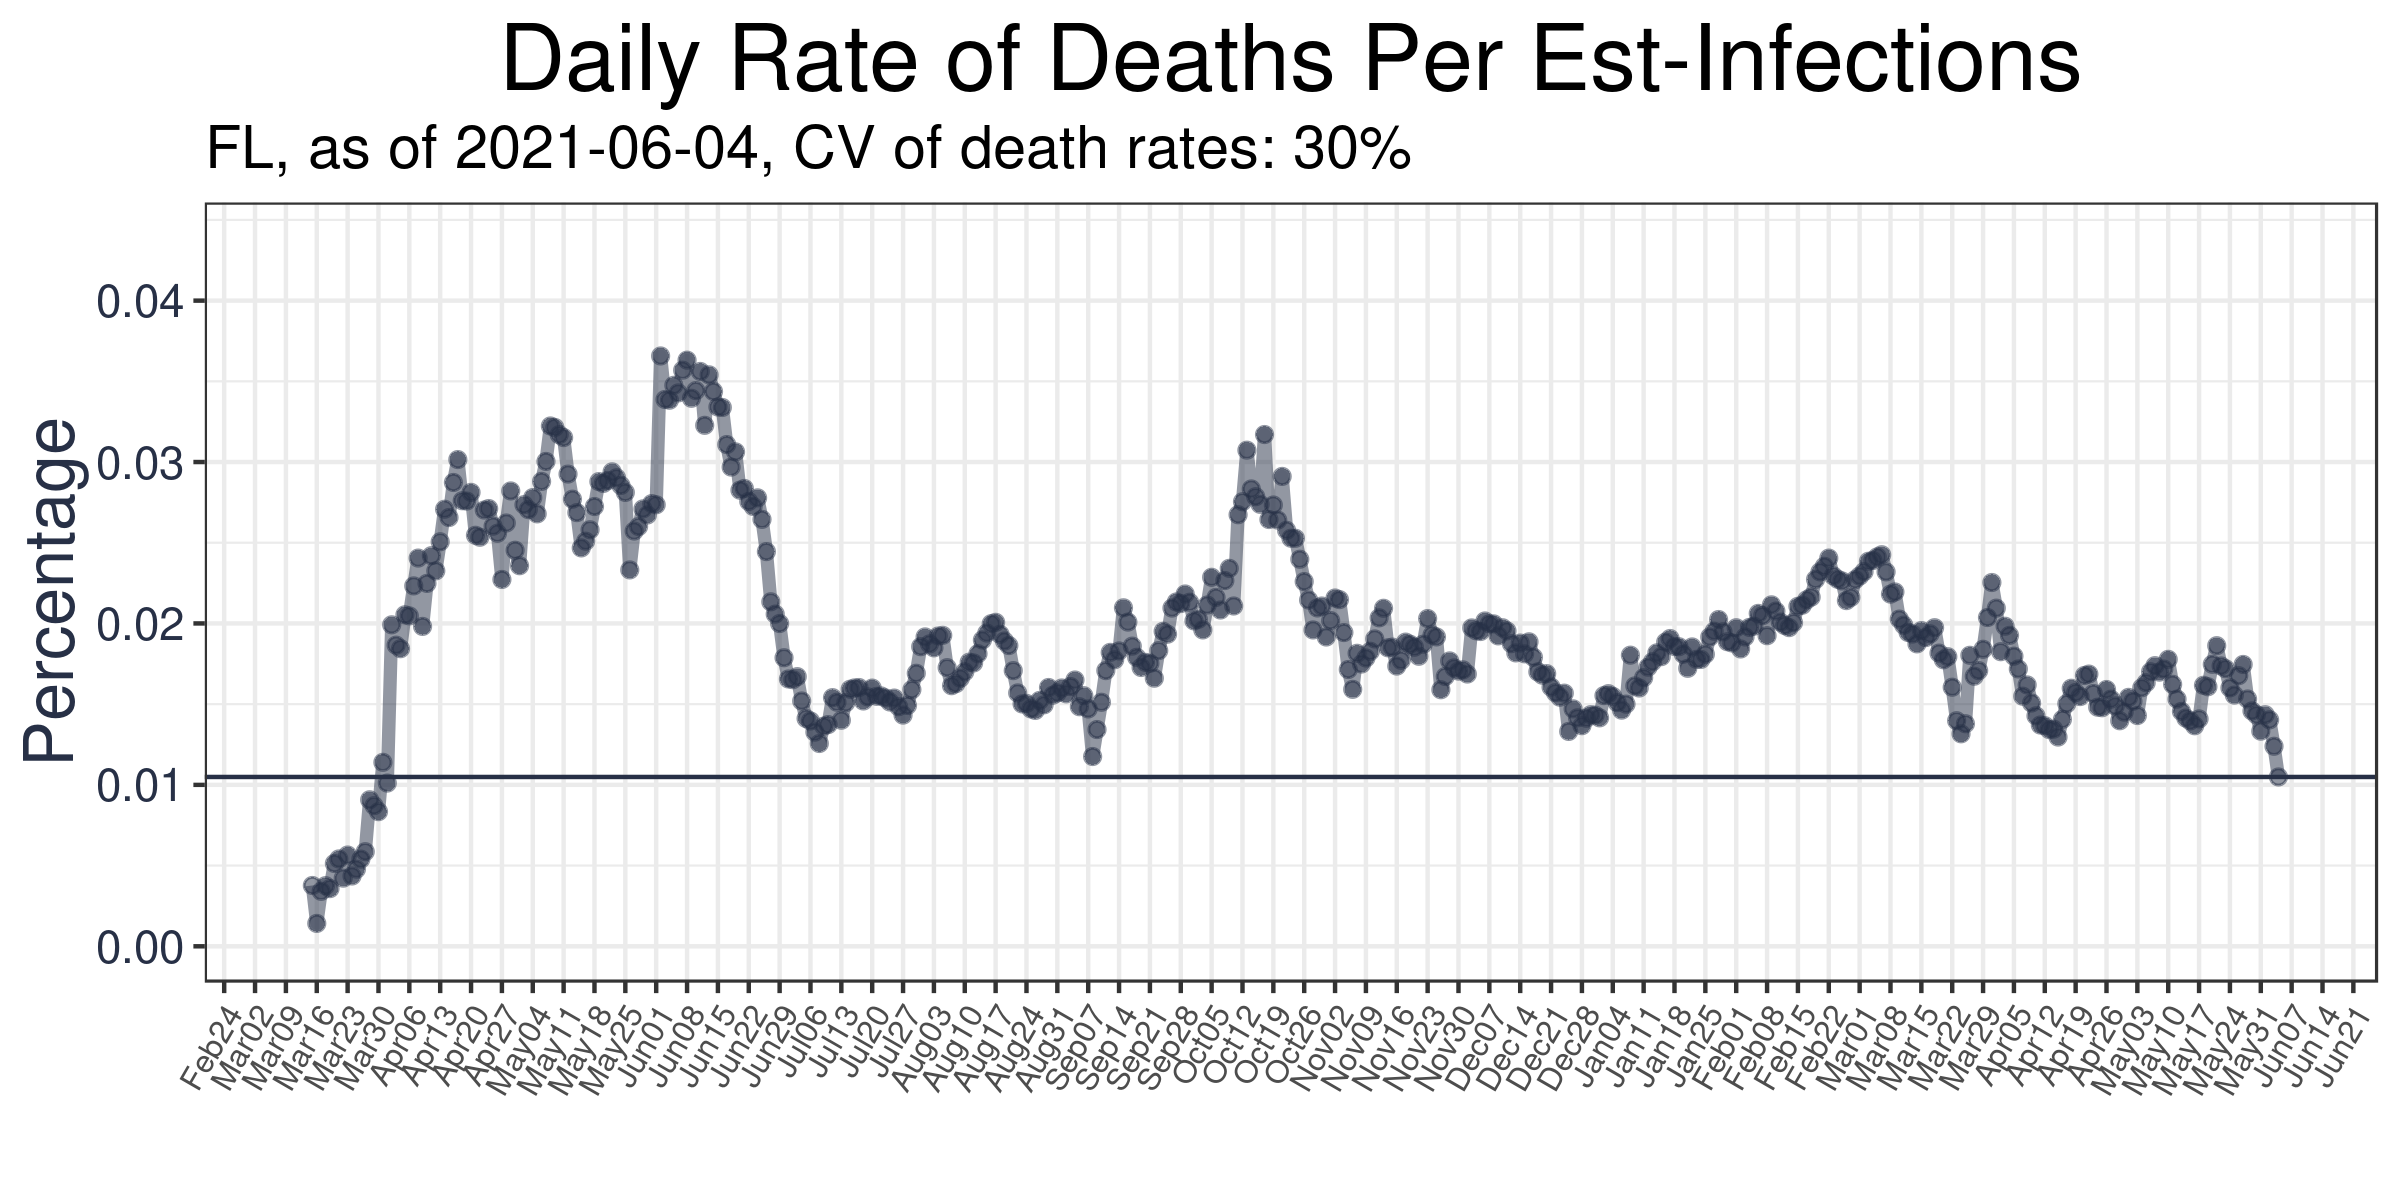 Daily Rate of Deaths Per Est-Infections
FL, as of 2021-06-04, CV of death rates: 30%
Percentage
0.04
0.03
0.02
0.01
0.00
Feb24 Mar02 Mar09 Mar16 Mar23 Mar30 Apr06 Apr13 Apr20 Apr27 May04 May11 May18 May25 Jun01 Jun08 Jun15 Jun22 Jun29 Jul06 Jul13 Jul20 Jul27 Aug03 Aug10 Aug17 Aug24 Aug31 Sep07 Sep14 Sep21 Sep28 Oct05 Oct12 Oct19 Oct26 Nov02 Nov09 Nov16 Nov23 Nov30 Dec07 Dec14 Dec21 Dec28 Jan04 Jan11 Jan18 Jan25 Feb01 Feb08 Feb15 Feb22 Mar01 Mar08 Mar15 Mar22 Mar29 Apr05 Apr12 Apr19 Apr26 May03 May10 May17 May24 May31 Jun07 Jun14 Jun21